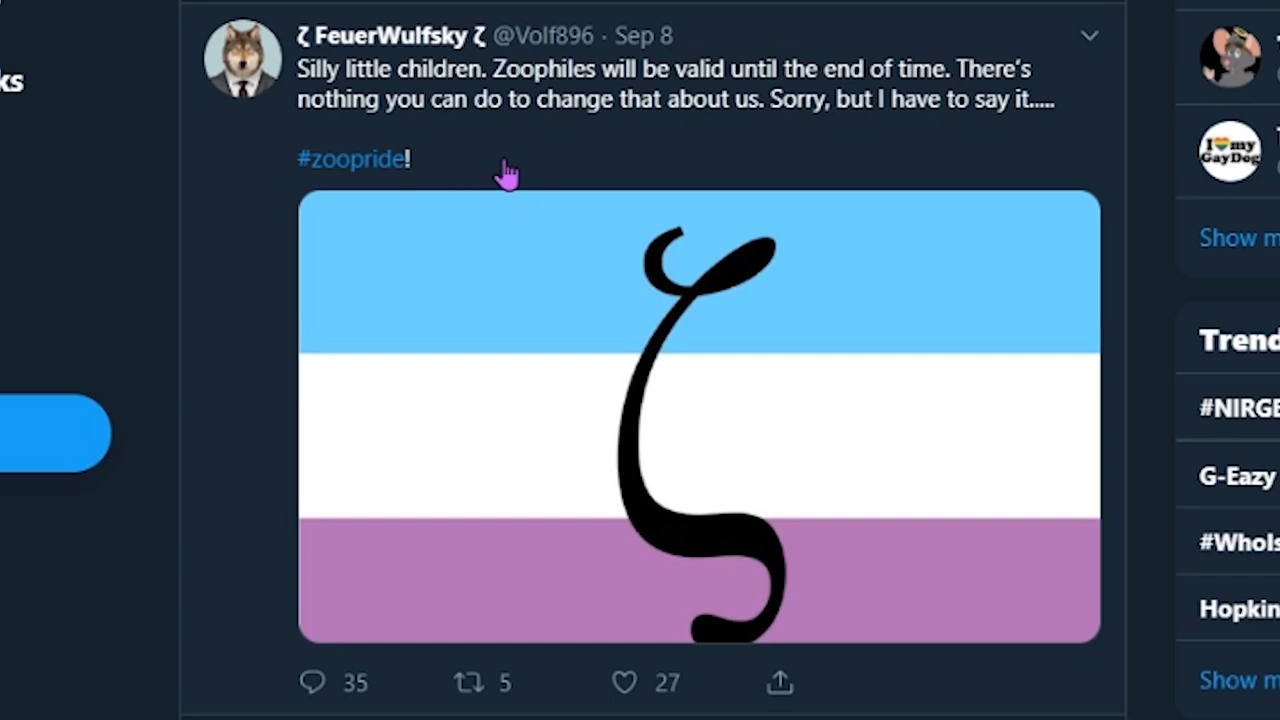 ζ FeuerWulfsky ζ @Volf896 · Sep 8
Silly little children. Zoophiles will be valid until the end of time. There's
nothing you can do to change that about us. Sorry, but I have to say it.....
#zoopride!
ζ
35 5 27
ks
I my
GayDog
Show m
Trend
#NIRGE
G-Eazy
#WhoIs
Hopkin
Show m